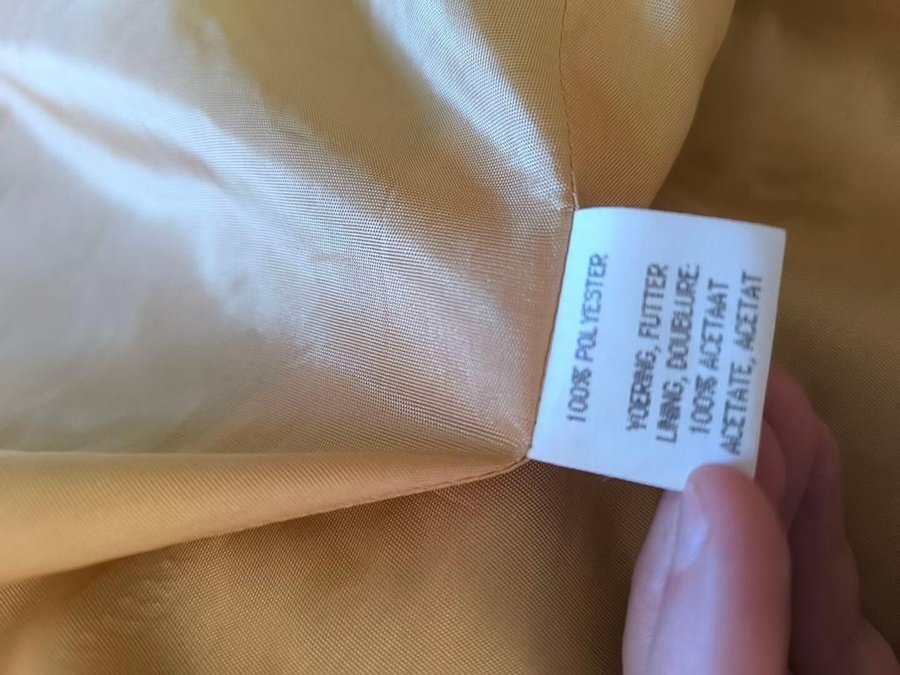 100% POLYESTER
VOERING, FUTTER
LINING, DOUBLURE:
100% ACETAAT
ACETATE, ACETAT